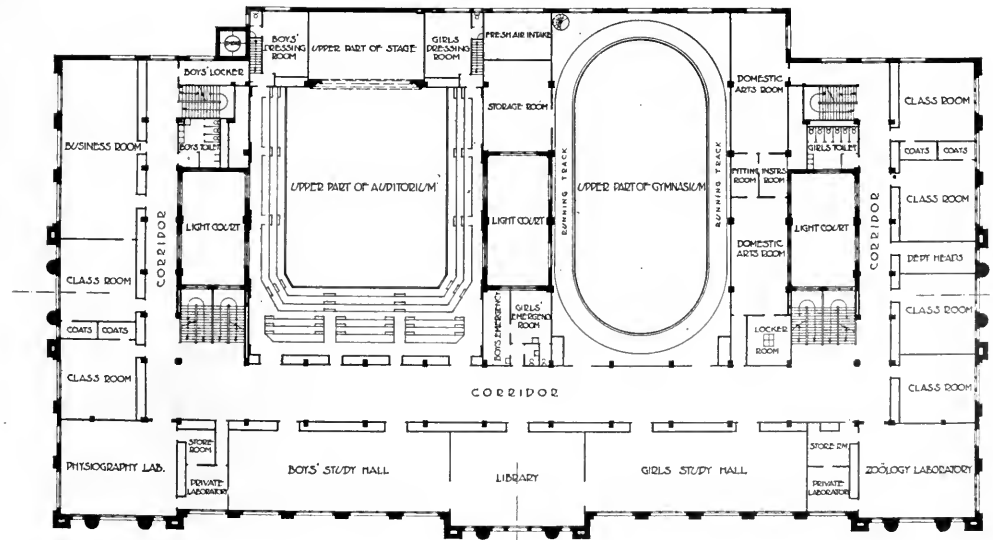 BOYS'
DRESSING
ROOM
UPPER PART OF STAGE
GIRLS
DRESSING
ROOM
FRESH AIR INTAKE
BOYS' LOCKER
STORAGE ROOM
DOMESTIC
ARTS ROOM
CLASS ROOM
BUSINESS ROOM
BOYS TOILET
GIRLS TOILET
COATS
COATS
UPPER PART OF AUDITORIUM
UPPER PART OF GYMNASIUM
RUNNING TRACK
RUNNING TRACK
FITTING
ROOM
INSTRS
ROOM
CLASS ROOM
CORRIDOR
LIGHT COURT
LIGHT COURT
LIGHT COURT
CORRIDOR
DOMESTIC
ARTS ROOM
DEPT HEADS
CLASS ROOM
CLASS ROOM
COATS
COATS
BOYS EMERGENCY
GIRLS'
EMERGENCY
ROOM
LOCKER
ROOM
CLASS ROOM
CLASS ROOM
CORRIDOR
PHYSIOGRAPHY LAB.
STORE
ROOM
PRIVATE
LABORATORY
BOYS' STUDY HALL
LIBRARY
GIRLS STUDY HALL
STORE RM
PRIVATE
LABORATORY
ZOÖLOGY LABORATORY